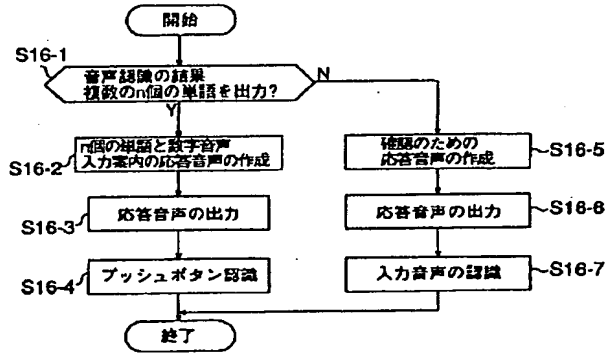 開始
S16-1
音声認識の結果
複数のn個の単語を出力?
N
Y
n個の単語と数字音声
入力案内の応答音声の作成
S16-2
応答音声の出力
S16-3
プッシュボタン認識
S16-4
確認のための
応答音声の作成
S16-5
応答音声の出力
S16-6
入力音声の認識
S16-7
終了